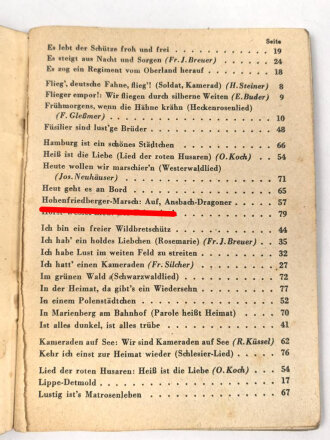 Seite
Es lebt der Schütze froh und frei . . . . . . . . . 19
Es steigt aus Nacht und Sorgen (Fr. J. Breuer) . . . . 24
Es zog ein Regiment vom Oberland herauf . . . . . . 18
Flieg', deutsche Fahne, flieg'! (Soldat, Kamerad) (H. Steiner) 8
Flieger empor!: Wir fliegen durch silberne Weiten (E. Buder) 9
Frühmorgens, wenn die Hähne krähn (Heckenrosenlied)
(F. Gleßmer) . . . . . . . . . . . . 10
Füsilier sind lust'ge Brüder . . . . . . . . . . . 48
Hamburg ist ein schönes Städtchen . . . . . . . . . 66
Heiß ist die Liebe (Lied der roten Husaren) (O. Koch) . . 54
Heute wollen wir marschier'n (Westerwaldlied)
(Jos. Neuhäuser) . . . . . . . . . . . 71
Heut geht es an Bord . . . . . . . . . . . . . 65
Hohenfriedberger-Marsch: Auf, Ansbach-Dragoner . . . . 57
79
Ich bin ein freier Wildbretschütz . . . . . . . . . 44
Ich hab' ein holdes Liebchen (Rosemarie) (Fr. J. Breuer) . 35
Ich habe Lust im weiten Feld zu streiten . . . . . . 32
Ich hatt' einen Kameraden (Fr. Silcher) . . . . . . . 27
Im grünen Wald (Schwarzwaldlied) . . . . . . . . . 72
In der Heimat, da gibt's ein Wiedersehn . . . . . . . 77
In einem Polenstädtchen . . . . . . . . . . . . 52
In Marienberg am Bahnhof (Parole heißt Heimat) . . . . 70
Ist alles dunkel, ist alles trübe . . . . . . . . . . 41
Kameraden auf See: Wir sind Kameraden auf See (R. Küssel) 62
Kehr ich einst zur Heimat wieder (Schlesier-Lied) . . . . 76
Lied der roten Husaren: Heiß ist die Liebe (O. Koch) . . 54
Lippe-Detmold . . . . . . . . . . . . . . . . 17
Lustig ist's Matrosenleben . . . . . . . . . . . . 67